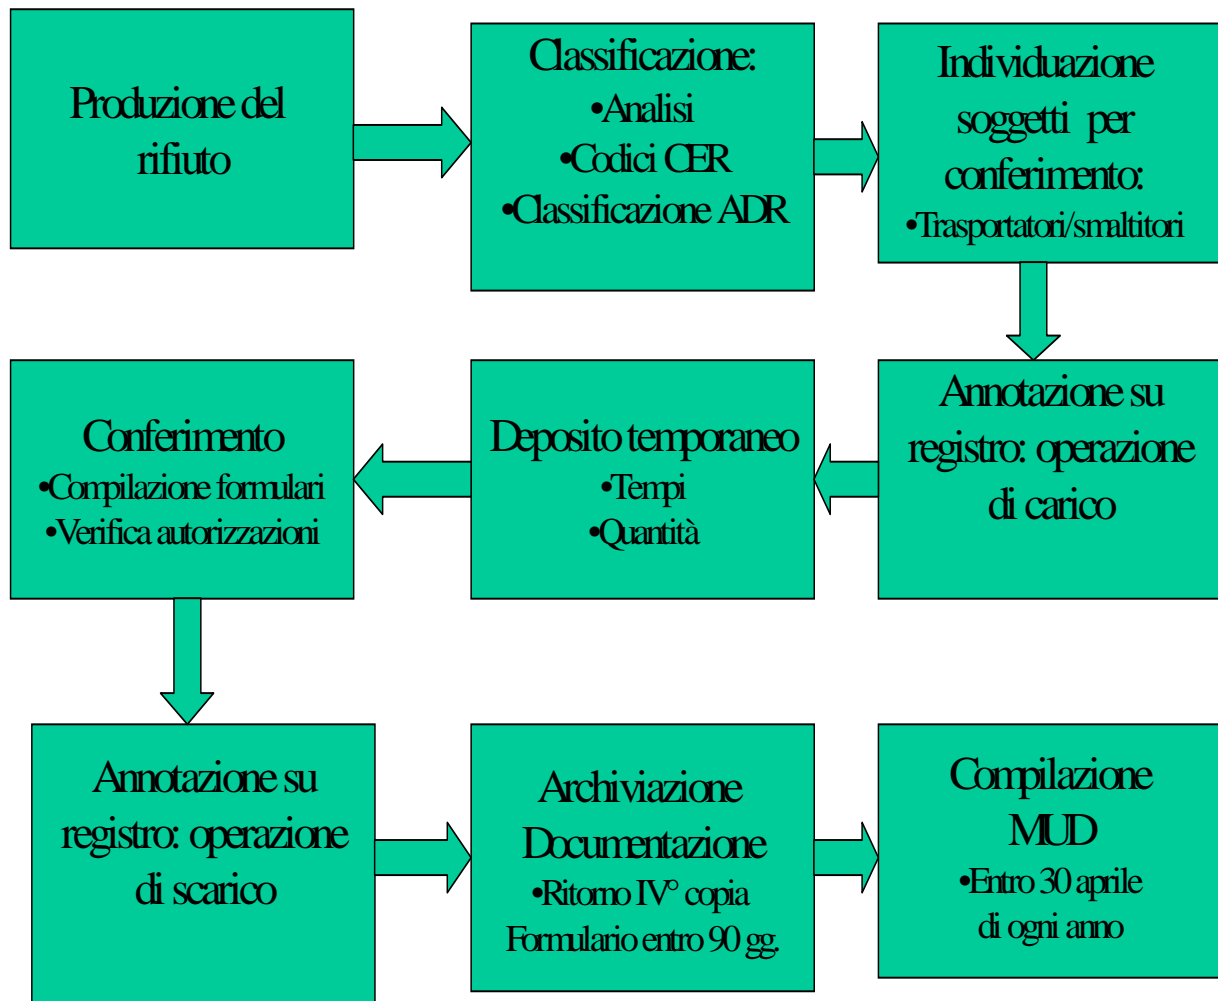 Produzione del
rifiuto
Classificazione:
•Analisi
•Codici CER
•Classificazione ADR
Individuazione
soggetti per
conferimento:
•Trasportatori/smaltitori
Annotazione su
registro: operazione
di carico
Deposito temporaneo
•Tempi
•Quantità
Conferimento
•Compilazione formulari
•Verifica autorizzazioni
Annotazione su
registro: operazione
di scarico
Archiviazione
Documentazione
•Ritorno IV° copia
Formulario entro 90 gg.
Compilazione
MUD
•Entro 30 aprile
di ogni anno